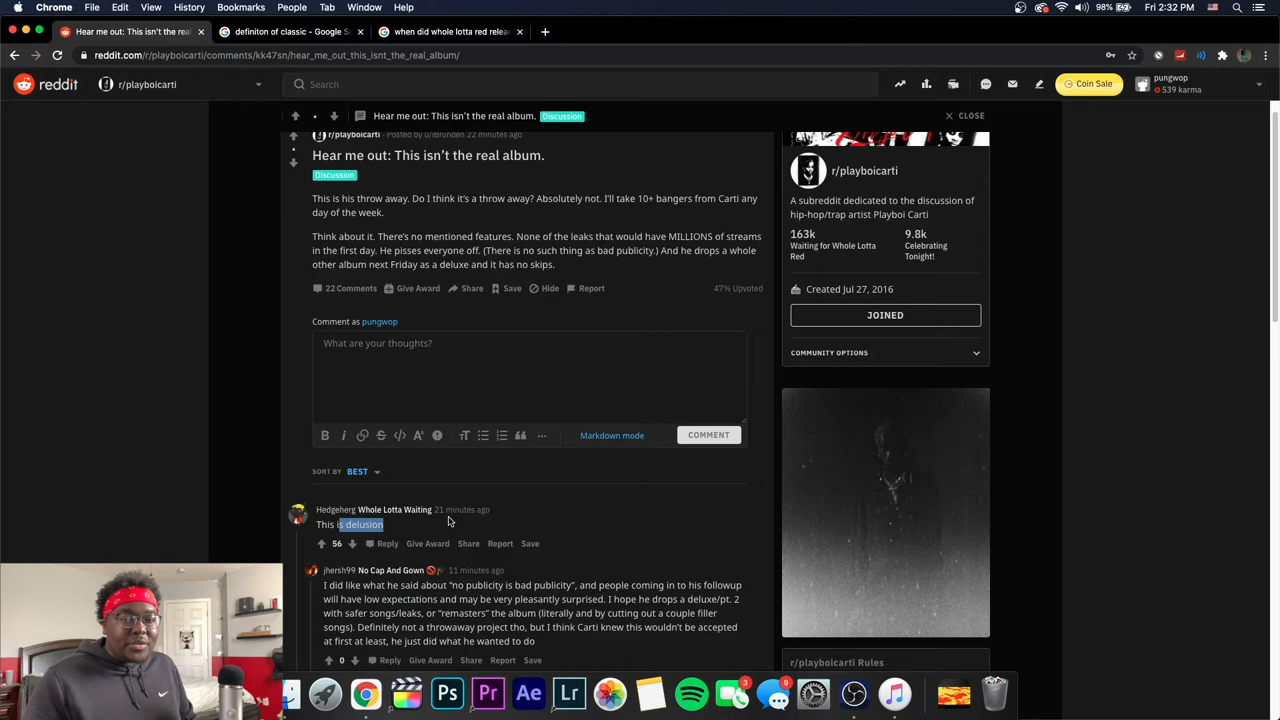 Chrome File Edit View History Bookmarks People Tab Window Help 98% Fri 2:32 PM
Hear me out: This isn't the real definiton of classic - Google S when did whole lotta red relea
reddit.com/r/playboicarti/comments/kk47sn/hear_me_out_this_isnt_the_real_album/
reddit r/playboicarti Search Coin Sale pungwop
539 karma
Hear me out: This isn't the real album. Discussion CLOSE
r/playboicarti · Posted by u/iBrunden 22 minutes ago
Hear me out: This isn't the real album.
Discussion
This is his throw away. Do I think it's a throw away? Absolutely not. I'll take 10+ bangers from Carti any
day of the week.
Think about it. There's no mentioned features. None of the leaks that would have MILLIONS of streams
in the first day. He pisses everyone off. (There is no such thing as bad publicity.) And he drops a whole
other album next Friday as a deluxe and it has no skips.
22 Comments Give Award Share Save Hide Report 47% Upvoted
Comment as pungwop
What are your thoughts?
Markdown mode COMMENT
SORT BY BEST
Hedgeherg Whole Lotta Waiting 21 minutes ago
This is delusion
56 Reply Give Award Share Report Save
jhersh99 No Cap And Gown 11 minutes ago
I did like what he said about "no publicity is bad publicity", and people coming in to his followup
will have low expectations and may be very pleasantly surprised. I hope he drops a deluxe/pt. 2
with safer songs/leaks, or "remasters" the album (literally and by cutting out a couple filler
songs). Definitely not a throwaway project tho, but I think Carti knew this wouldn't be accepted
at first at least, he just did what he wanted to do
0 Reply Give Award Share Report Save
r/playboicarti
A subreddit dedicated to the discussion of
hip-hop/trap artist Playboi Carti
163k 9.8k
Waiting for Whole Lotta Celebrating
Red Tonight!
Created Jul 27, 2016
JOINED
COMMUNITY OPTIONS
r/playboicarti Rules
Ps Pr Ae Lr 3 9